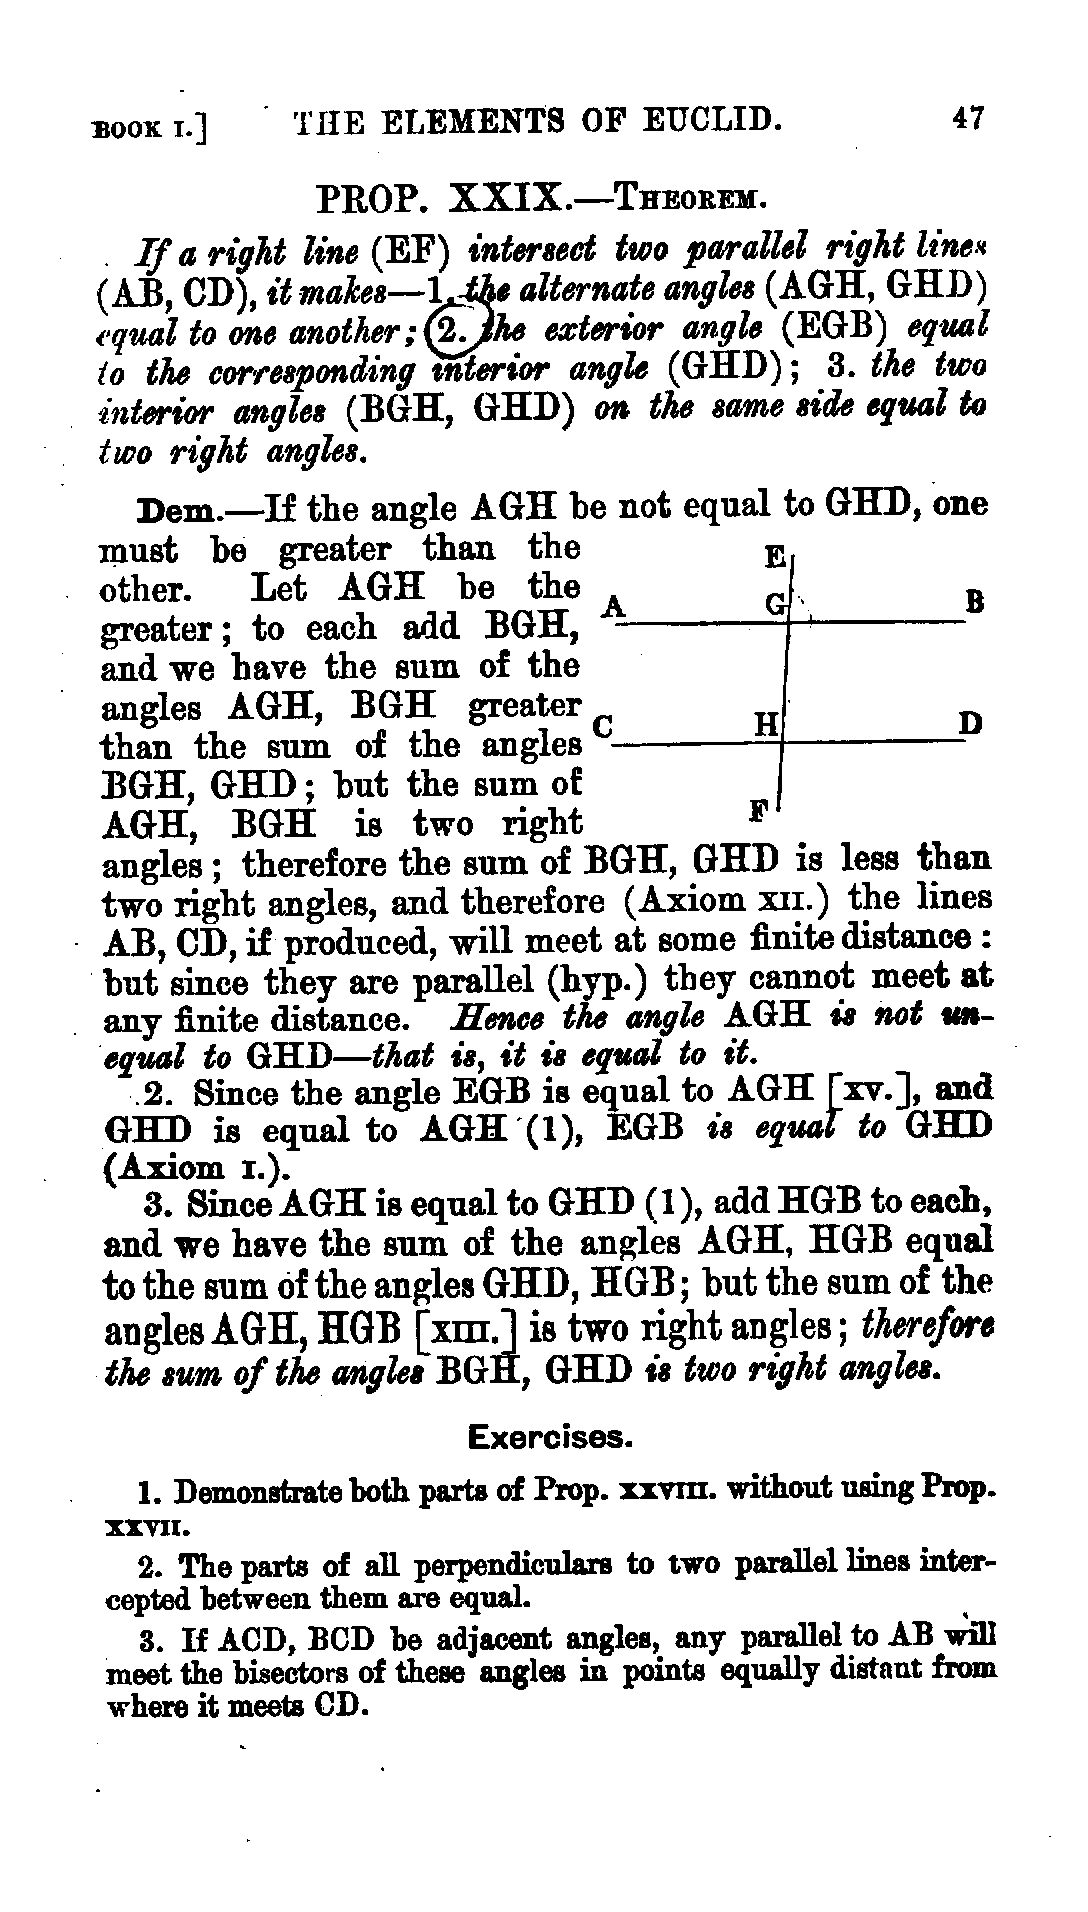 BOOK I.] THE ELEMENTS OF EUCLID. 47
PROP. XXIX.—THEOREM.
If a right line (EF) intersect two parallel right lines
(AB, CD), it makes—1. the alternate angles (AGH, GHD)
equal to one another; 2. the exterior angle (EGB) equal
to the corresponding interior angle (GHD); 3. the two
interior angles (BGH, GHD) on the same side equal to
two right angles.
Dem.—If the angle AGH be not equal to GHD, one
must be greater than the
other. Let AGH be the
greater; to each add BGH,
and we have the sum of the
angles AGH, BGH greater
than the sum of the angles
BGH, GHD; but the sum of
AGH, BGH is two right
E
A G B
C H D
F
angles; therefore the sum of BGH, GHD is less than
two right angles, and therefore (Axiom XII.) the lines
AB, CD, if produced, will meet at some finite distance:
but since they are parallel (hyp.) they cannot meet at
any finite distance. Hence the angle AGH is not un-
equal to GHD—that is, it is equal to it.
2. Since the angle EGB is equal to AGH [XV.], and
GHD is equal to AGH (1), EGB is equal to GHD
(Axiom I.).
3. Since AGH is equal to GHD (1), add HGB to each,
and we have the sum of the angles AGH, HGB equal
to the sum of the angles GHD, HGB; but the sum of the
angles AGH, HGB [XIII.] is two right angles; therefore
the sum of the angles BGH, GHD is two right angles.
Exercises.
1. Demonstrate both parts of Prop. XXVIII. without using Prop.
XXVII.
2. The parts of all perpendiculars to two parallel lines inter-
cepted between them are equal.
3. If ACD, BCD be adjacent angles, any parallel to AB will
meet the bisectors of these angles in points equally distant from
where it meets CD.